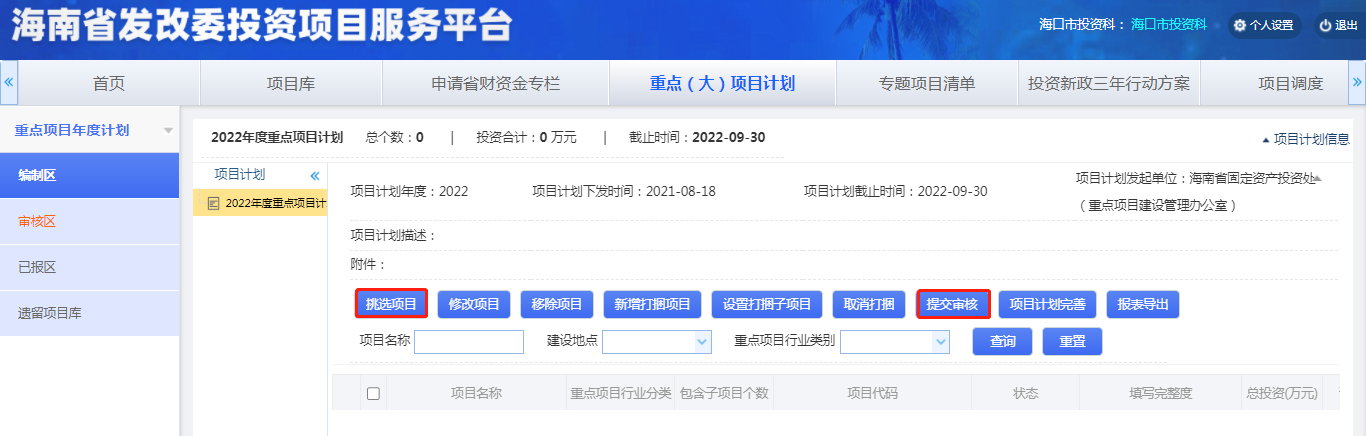 海南省发改委投资项目服务平台
海口市投资科： 海口市投资科 个人设置 退出
« 首页 项目库 申请省财资金专栏 重点（大）项目计划 专题项目清单 投资新政三年行动方案 项目调度 »
重点项目年度计划
编制区
审核区
已报区
遗留项目库
2022年度重点项目计划 总个数：0 | 投资合计：0 万元 | 截止时间：2022-09-30
项目计划信息
项目计划 «
2022年度重点项目计
项目计划年度：2022 项目计划下发时间：2021-08-18 项目计划截止时间：2022-09-30 项目计划发起单位：海南省固定资产投资处
（重点项目建设管理办公室）
项目计划描述：
附件：
挑选项目 修改项目 移除项目 新增打捆项目 设置打捆子项目 取消打捆 提交审核 项目计划完善 报表导出
项目名称 建设地点 重点项目行业类别 查询 重置
项目名称 重点项目行业分类 包含子项目个数 项目代码 状态 填写完整度 总投资(万元)